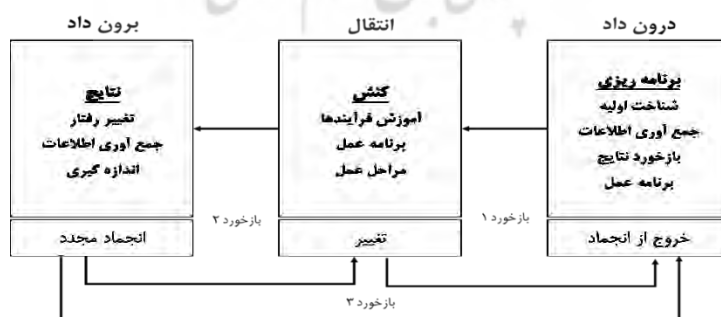 درون داد
برنامه ریزی
شناخت اولیه
جمع آوری اطلاعات
بازخورد نتایج
برنامه عمل
خروج از انجماد
انتقال
کنش
آموزش فرآیندها
برنامه عمل
مراحل عمل
تغییر
برون داد
نتایج
تغییر رفتار
جمع آوری اطلاعات
اندازه گیری
انجماد مجدد
بازخورد ۱
بازخورد ۲
بازخورد ۳